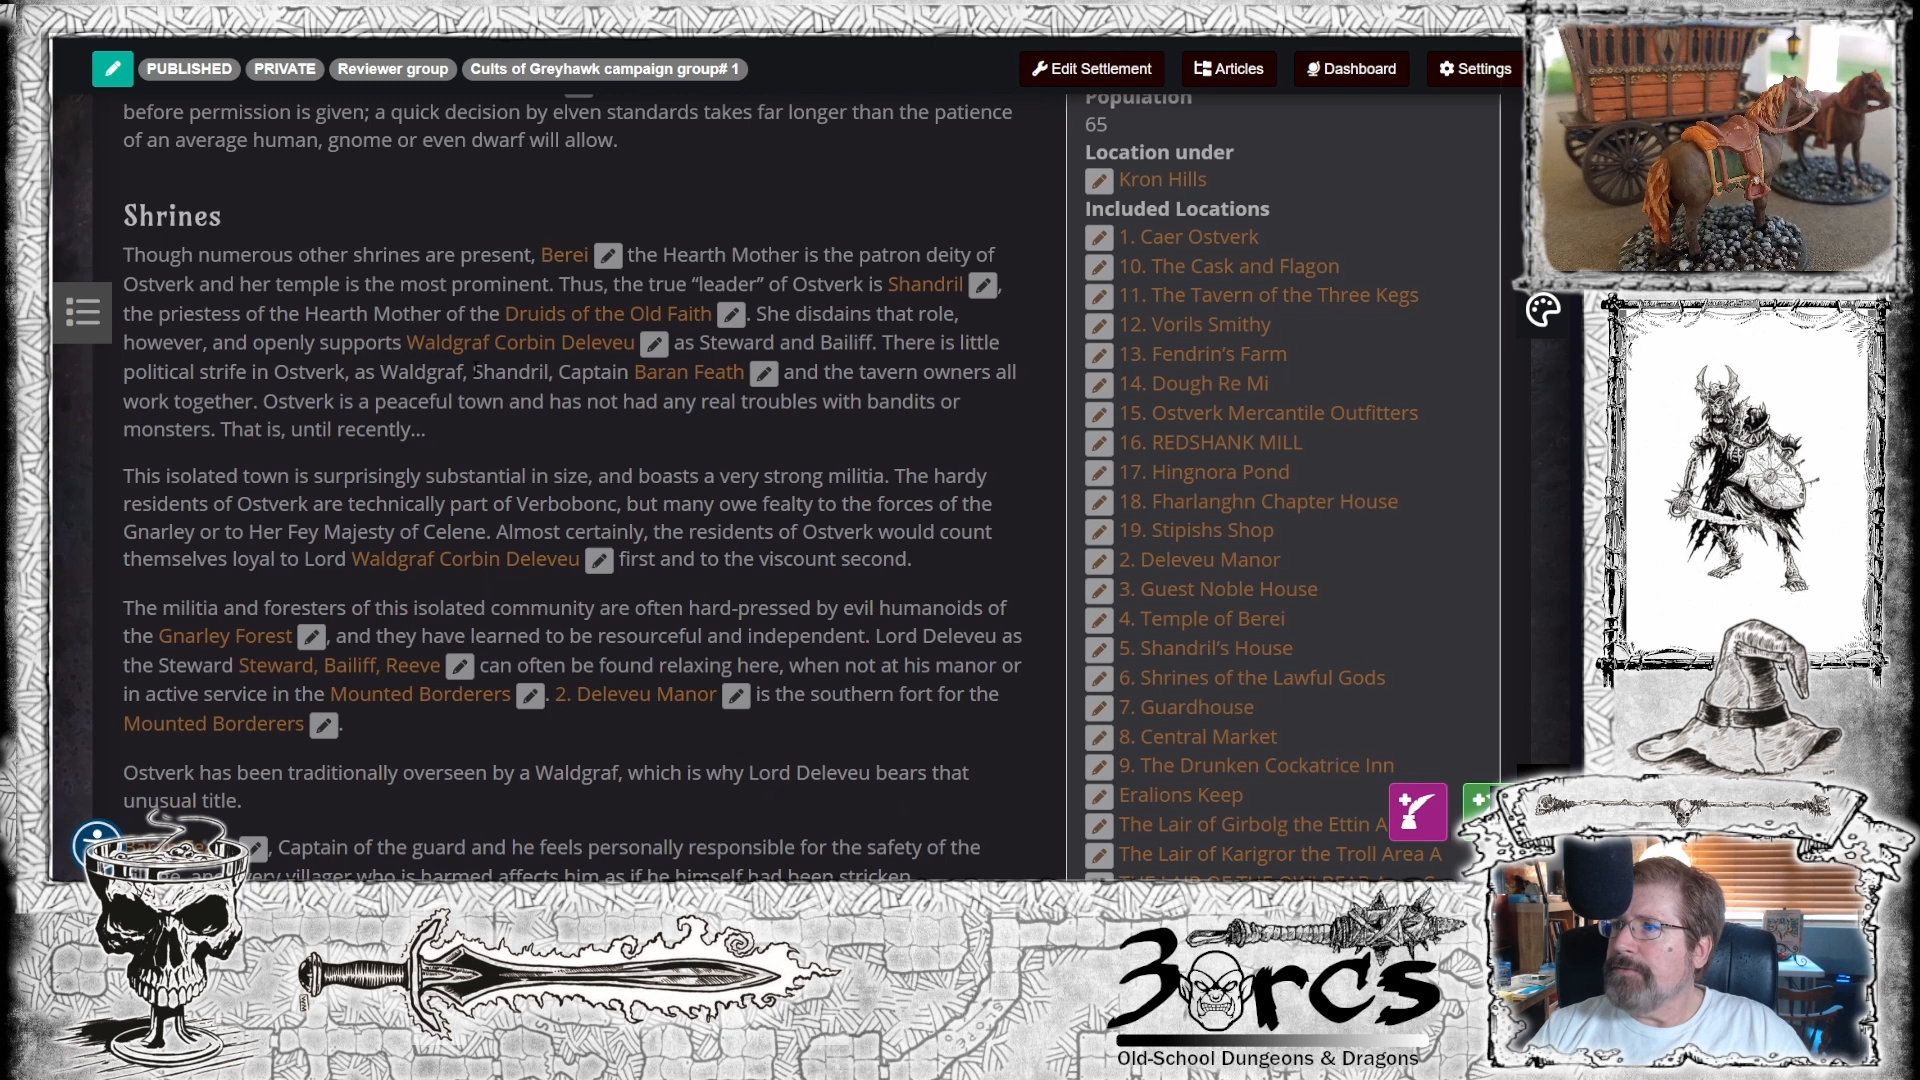 PUBLISHED PRIVATE Reviewer group Cults of Greyhawk campaign group# 1
Edit Settlement Articles Dashboard Settings
before permission is given; a quick decision by elven standards takes far longer than the patience
of an average human, gnome or even dwarf will allow.
Shrines
Though numerous other shrines are present, Berei the Hearth Mother is the patron deity of
Ostverk and her temple is the most prominent. Thus, the true “leader” of Ostverk is Shandril ,
the priestess of the Hearth Mother of the Druids of the Old Faith . She disdains that role,
however, and openly supports Waldgraf Corbin Deleveu as Steward and Bailiff. There is little
political strife in Ostverk, as Waldgraf, Shandril, Captain Baran Feath and the tavern owners all
work together. Ostverk is a peaceful town and has not had any real troubles with bandits or
monsters. That is, until recently...
This isolated town is surprisingly substantial in size, and boasts a very strong militia. The hardy
residents of Ostverk are technically part of Verbobonc, but many owe fealty to the forces of the
Gnarley or to Her Fey Majesty of Celene. Almost certainly, the residents of Ostverk would count
themselves loyal to Lord Waldgraf Corbin Deleveu first and to the viscount second.
The militia and foresters of this isolated community are often hard-pressed by evil humanoids of
the Gnarley Forest , and they have learned to be resourceful and independent. Lord Deleveu as
the Steward Steward, Bailiff, Reeve can often be found relaxing here, when not at his manor or
in active service in the Mounted Borderers . 2. Deleveu Manor is the southern fort for the
Mounted Borderers .
Ostverk has been traditionally overseen by a Waldgraf, which is why Lord Deleveu bears that
unusual title.
, Captain of the guard and he feels personally responsible for the safety of the
villager who is harmed affects him as if he himself had been stricken.
Population
65
Location under
Kron Hills
Included Locations
1. Caer Ostverk
10. The Cask and Flagon
11. The Tavern of the Three Kegs
12. Vorils Smithy
13. Fendrin’s Farm
14. Dough Re Mi
15. Ostverk Mercantile Outfitters
16. REDSHANK MILL
17. Hingnora Pond
18. Fharlanghn Chapter House
19. Stipishs Shop
2. Deleveu Manor
3. Guest Noble House
4. Temple of Berei
5. Shandril’s House
6. Shrines of the Lawful Gods
7. Guardhouse
8. Central Market
9. The Drunken Cockatrice Inn
Eralions Keep
The Lair of Girbolg the Ettin A
The Lair of Karigror the Troll Area A
3 orcs
Old-School Dungeons & Dragons